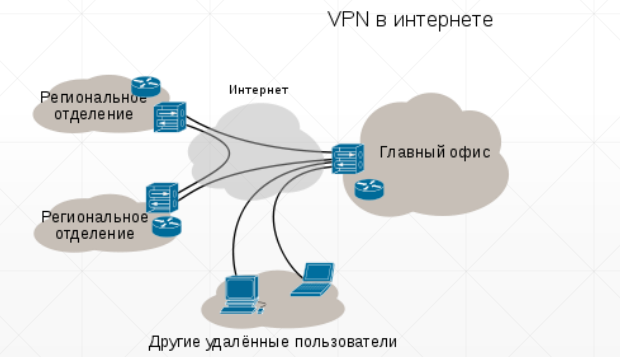 VPN в интернете
Интернет
Региональное
отделение
Главный офис
Региональное
отделение
Другие удалённые пользователи